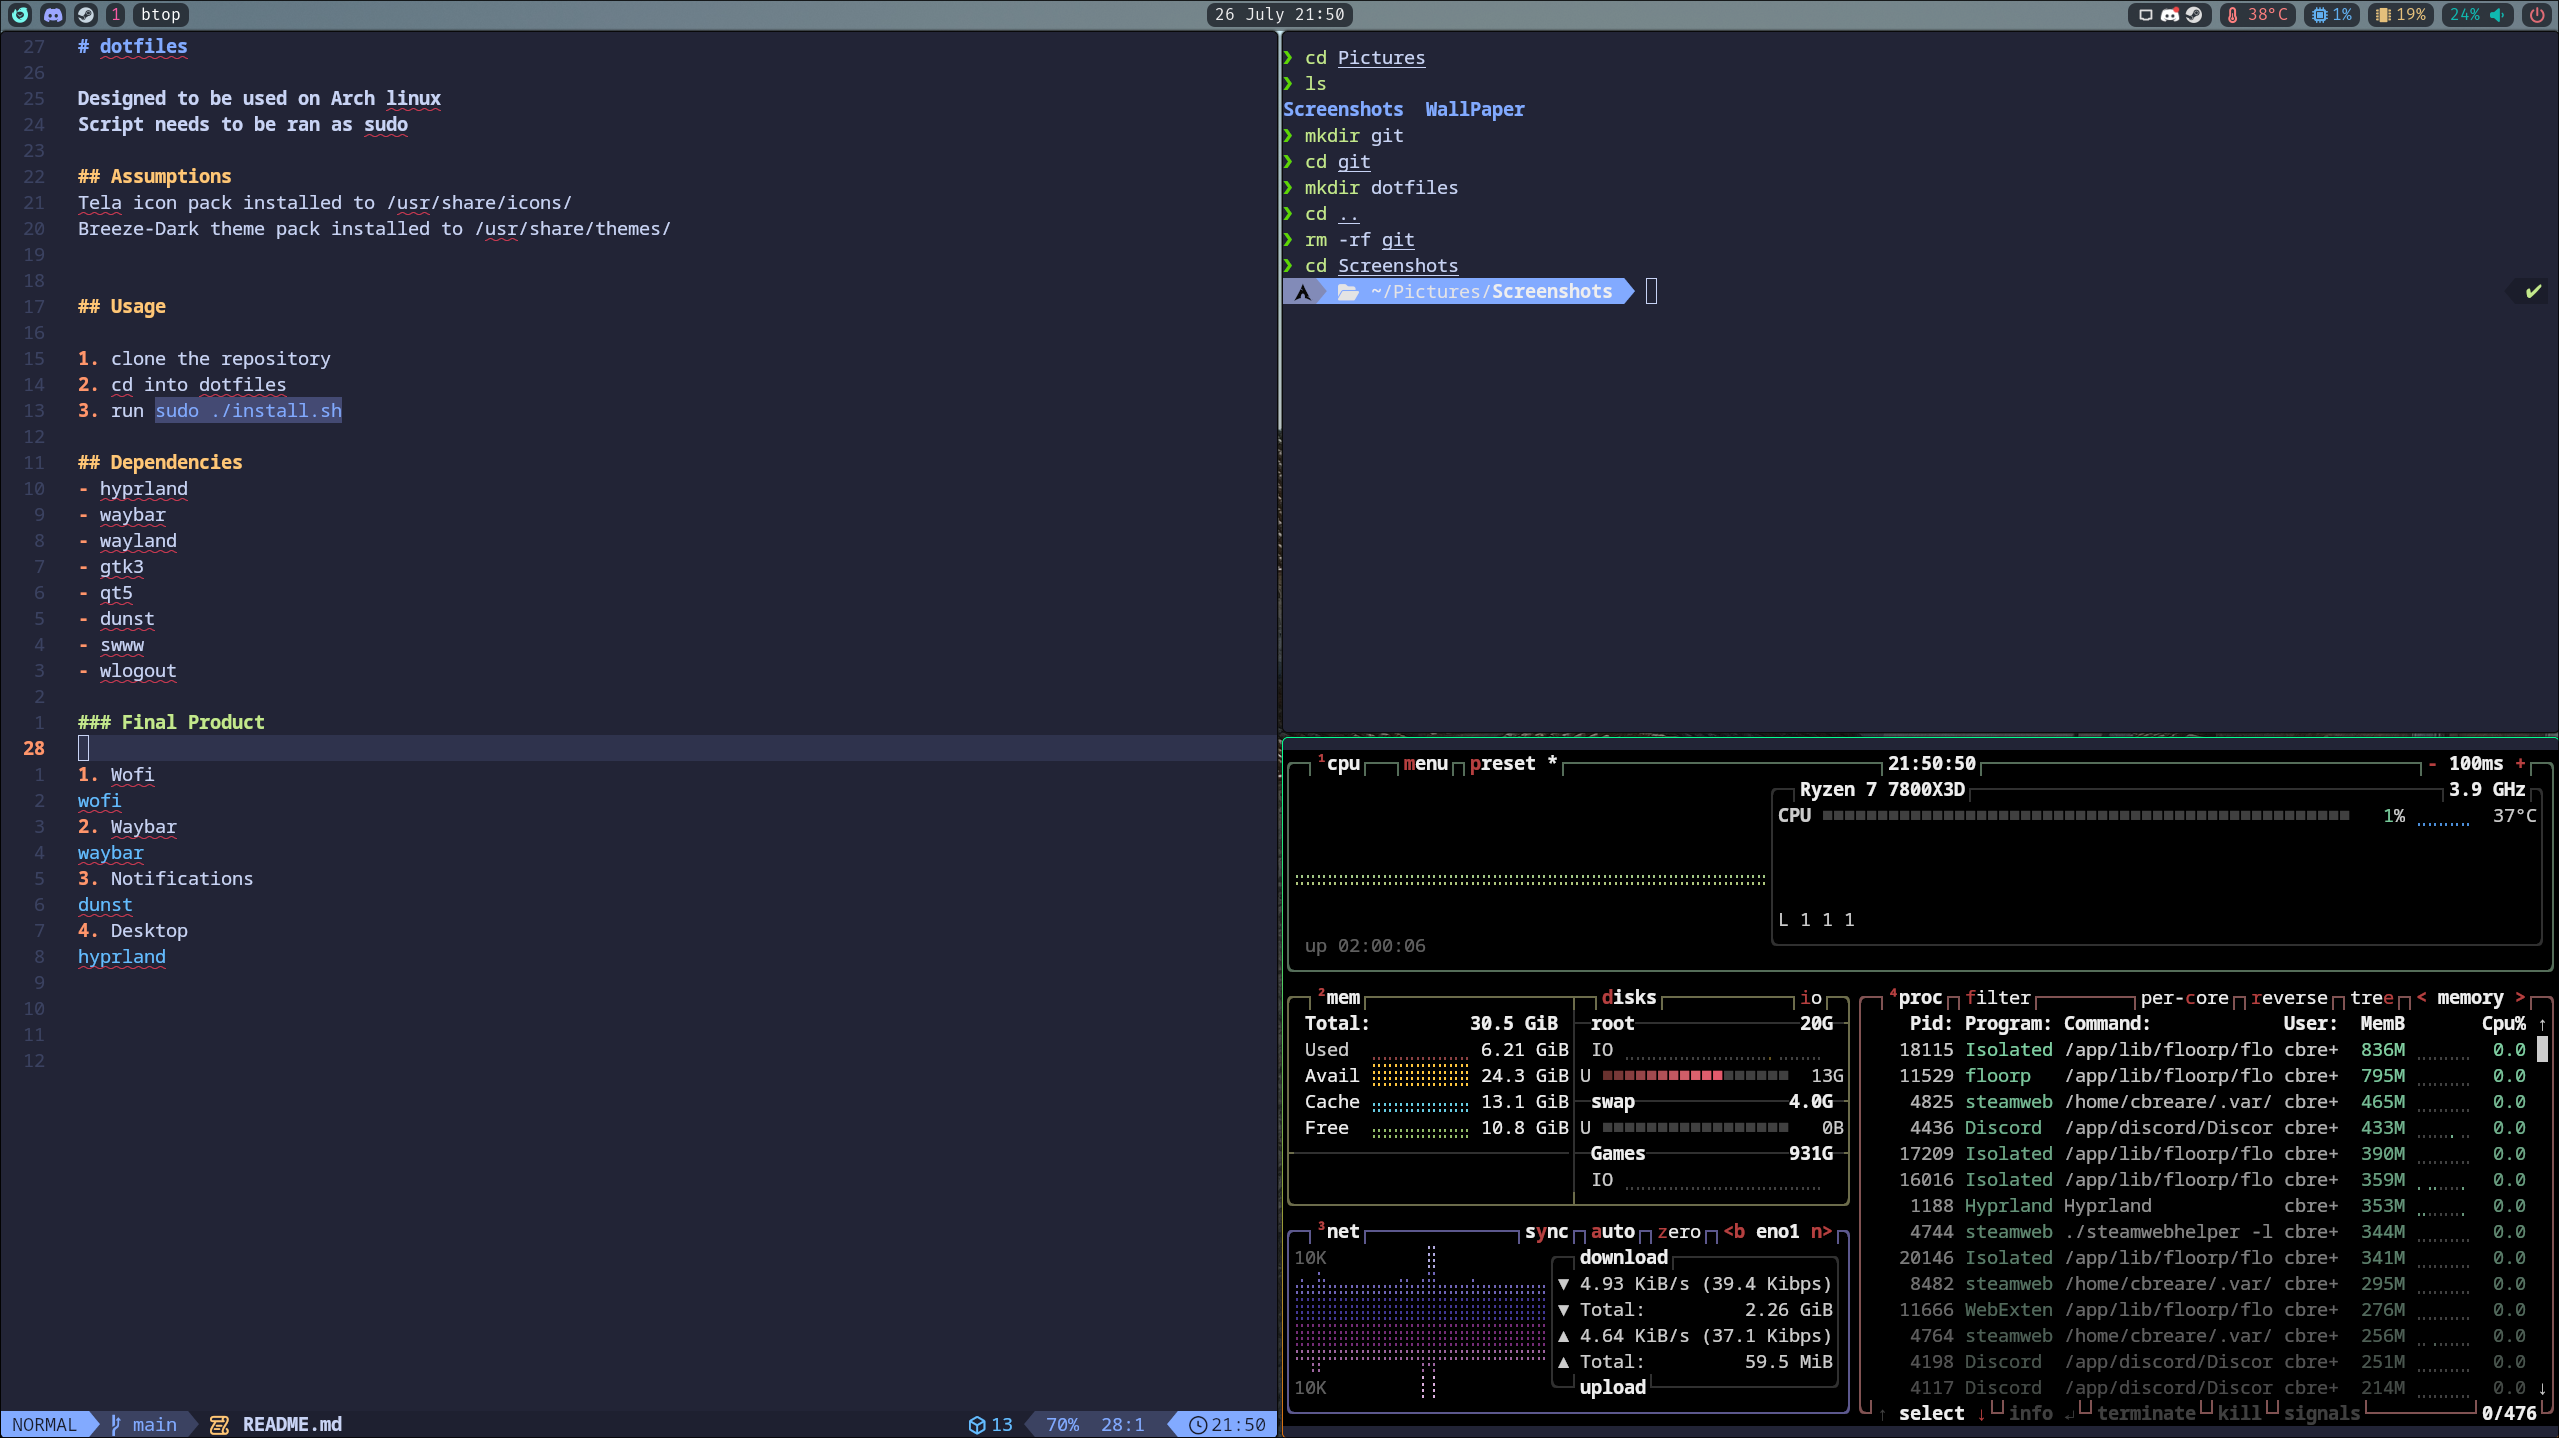 1 btop
26 July 21:50
38°C 1% 19% 24%
27 # dotfiles
26
25 Designed to be used on Arch linux
24 Script needs to be ran as sudo
23
22 ## Assumptions
21 Tela icon pack installed to /usr/share/icons/
20 Breeze-Dark theme pack installed to /usr/share/themes/
19
18
17 ## Usage
16
15 1. clone the repository
14 2. cd into dotfiles
13 3. run sudo ./install.sh
12
11 ## Dependencies
10 - hyprland
9 - waybar
8 - wayland
7 - gtk3
6 - qt5
5 - dunst
4 - swww
3 - wlogout
2
1 ### Final Product
28
1 1. Wofi
2 wofi
3 2. Waybar
4 waybar
5 3. Notifications
6 dunst
7 4. Desktop
8 hyprland
9
10
11
12
NORMAL main README.md 13 70% 28:1 21:50
❯ cd Pictures
❯ ls
Screenshots WallPaper
❯ mkdir git
❯ cd git
❯ mkdir dotfiles
❯ cd ..
❯ rm -rf git
❯ cd Screenshots
~/Pictures/Screenshots ✔
¹cpu menu preset * 21:50:50 - 100ms +
Ryzen 7 7800X3D 3.9 GHz
CPU 1% 37°C
L 1 1 1
up 02:00:06
²mem
Total: 30.5 GiB
Used 6.21 GiB
Avail 24.3 GiB
Cache 13.1 GiB
Free 10.8 GiB
disks io
root 20G
IO
U 13G
swap 4.0G
U 0B
Games 931G
IO
³net sync auto zero <b eno1 n>
10K
10K
download
▼ 4.93 KiB/s (39.4 Kibps)
▼ Total: 2.26 GiB
▲ 4.64 KiB/s (37.1 Kibps)
▲ Total: 59.5 MiB
upload
⁴proc filter per-core reverse tree < memory >
Pid: Program: Command: User: MemB Cpu% ↑
18115 Isolated /app/lib/floorp/flo cbre+ 836M 0.0
11529 floorp /app/lib/floorp/flo cbre+ 795M 0.0
4825 steamweb /home/cbreare/.var/ cbre+ 465M 0.0
4436 Discord /app/discord/Discor cbre+ 433M 0.0
17209 Isolated /app/lib/floorp/flo cbre+ 390M 0.0
16016 Isolated /app/lib/floorp/flo cbre+ 359M 0.0
1188 Hyprland Hyprland cbre+ 353M 0.0
4744 steamweb ./steamwebhelper -l cbre+ 344M 0.0
20146 Isolated /app/lib/floorp/flo cbre+ 341M 0.0
8482 steamweb /home/cbreare/.var/ cbre+ 295M 0.0
11666 WebExten /app/lib/floorp/flo cbre+ 276M 0.0
4764 steamweb /home/cbreare/.var/ cbre+ 256M 0.0
4198 Discord /app/discord/Discor cbre+ 251M 0.0
4117 Discord /app/discord/Discor cbre+ 214M 0.0 ↓
↑ select ↓ info ↲ terminate kill signals 0/476